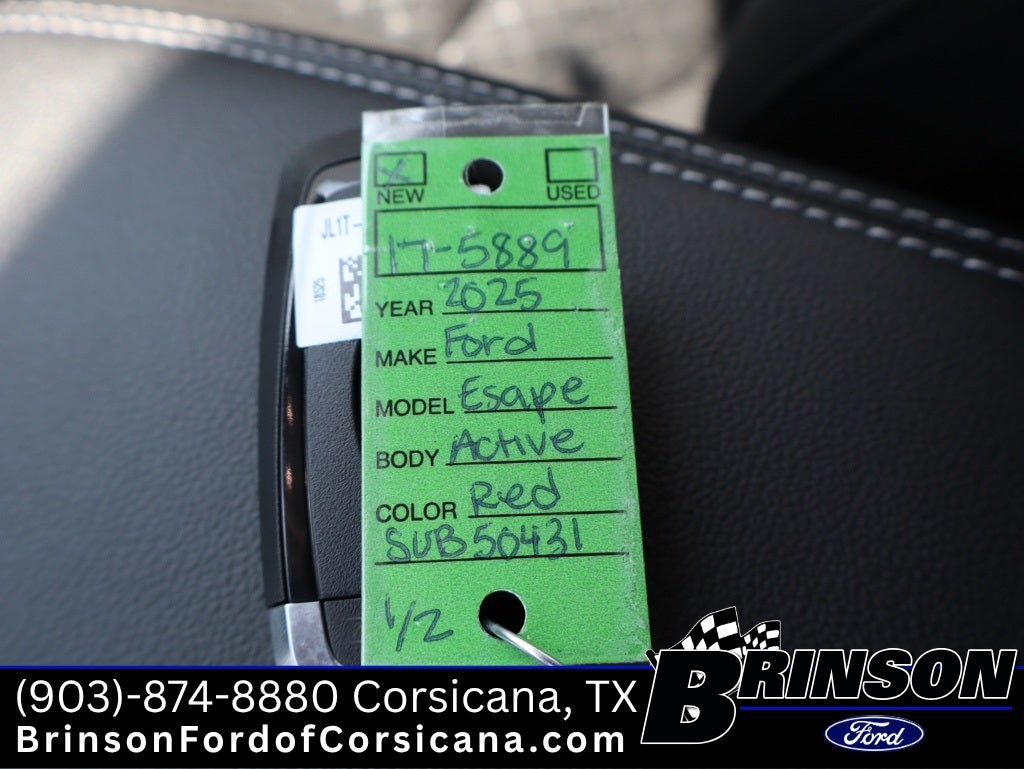 NEW USED
17-5889
JL1T-
YEAR 2025
MAKE Ford
MODEL Esape
BODY Active
COLOR Red
SUB50431
1/2
(903)-874-8880 Corsicana, TX
BrinsonFordofCorsicana.com
BRINSON
Ford